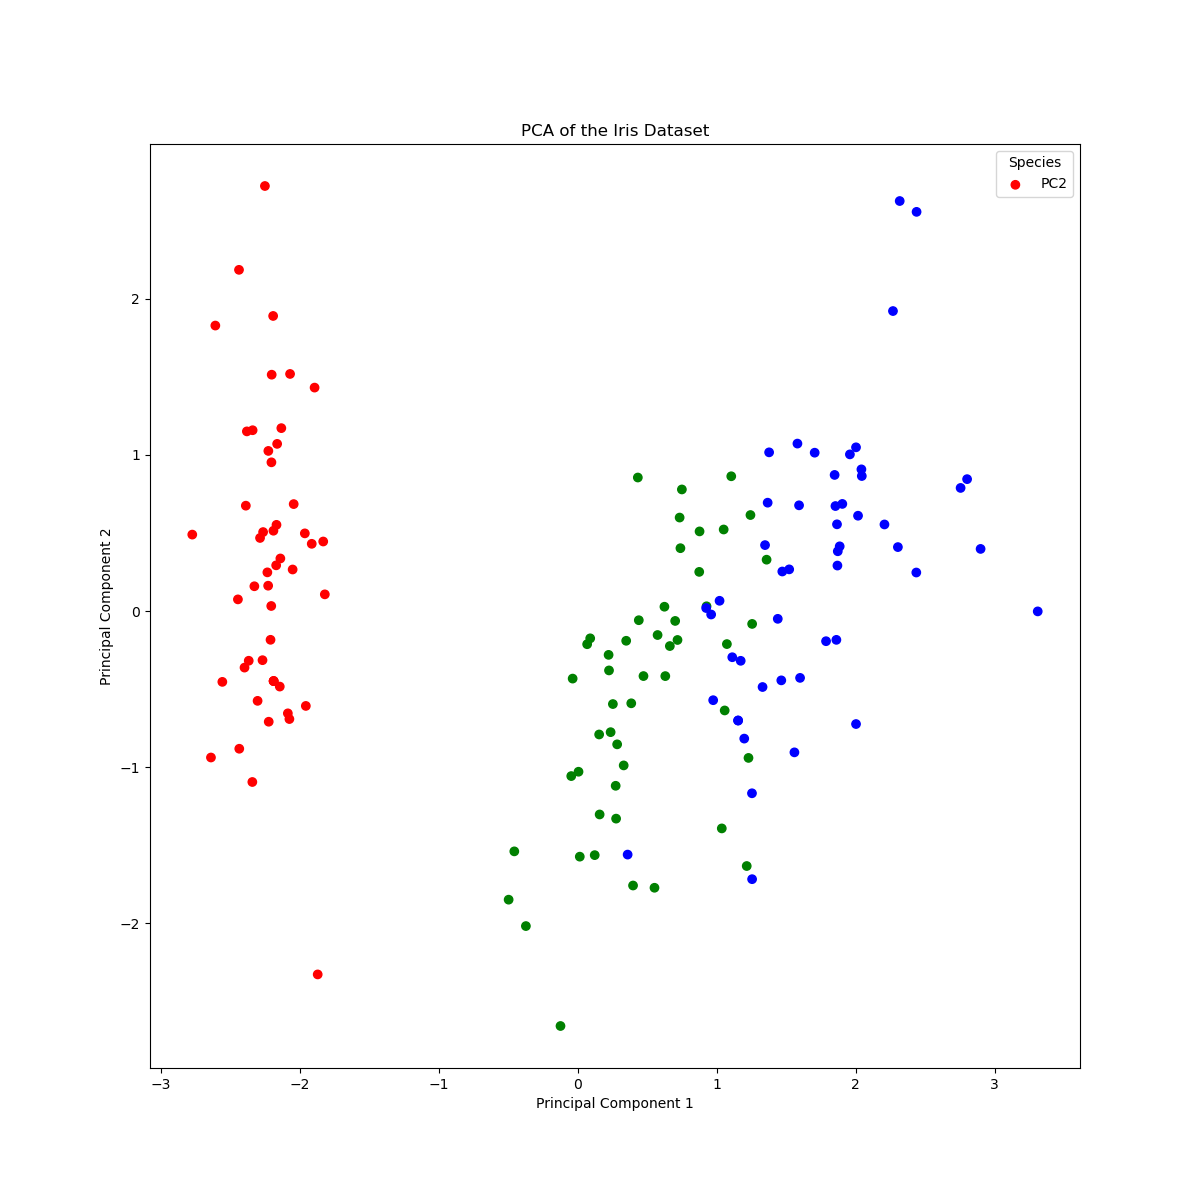 PCA of the Iris Dataset
Species
PC2
2
1
0
−1
−2
Principal Component 2
−3
−2
−1
0
1
2
3
Principal Component 1